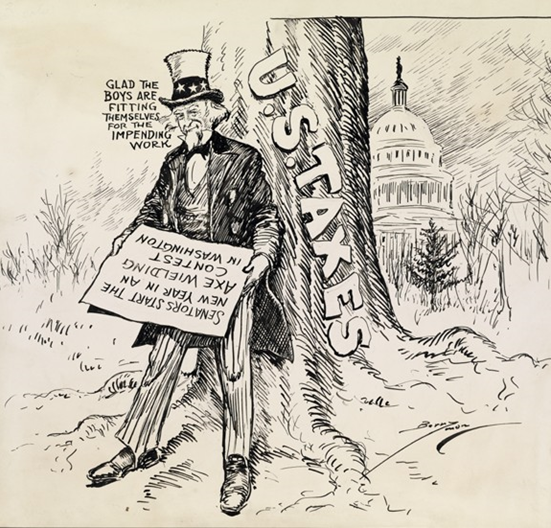 GLAD THE
BOYS ARE
FITTING
THEMSELVES
FOR THE
IMPENDING
WORK
U.S. TAXES
SENATORS START THE
NEW YEAR IN AN
AXE WIELDING
CONTEST
IN WASHINGTON